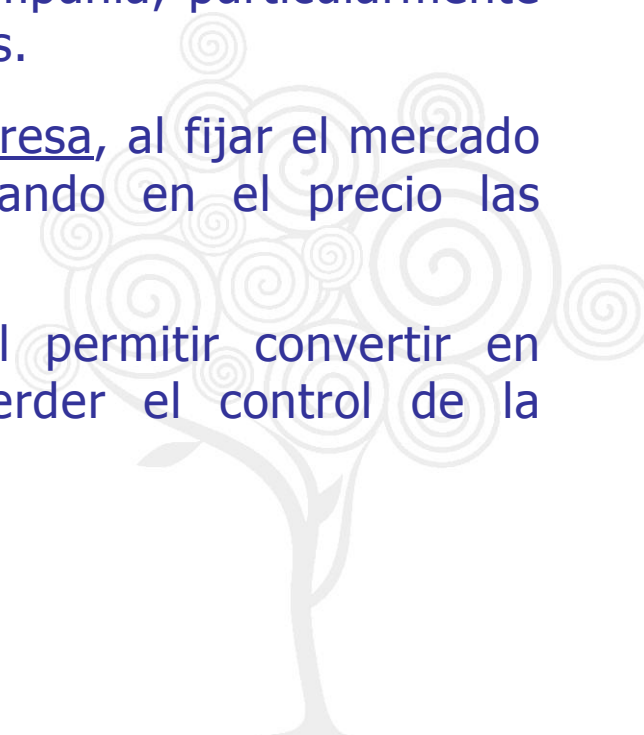 mpañía, particularmente
s.
resa, al fijar el mercado
ando en el precio las
l permitir convertir en
erder el control de la